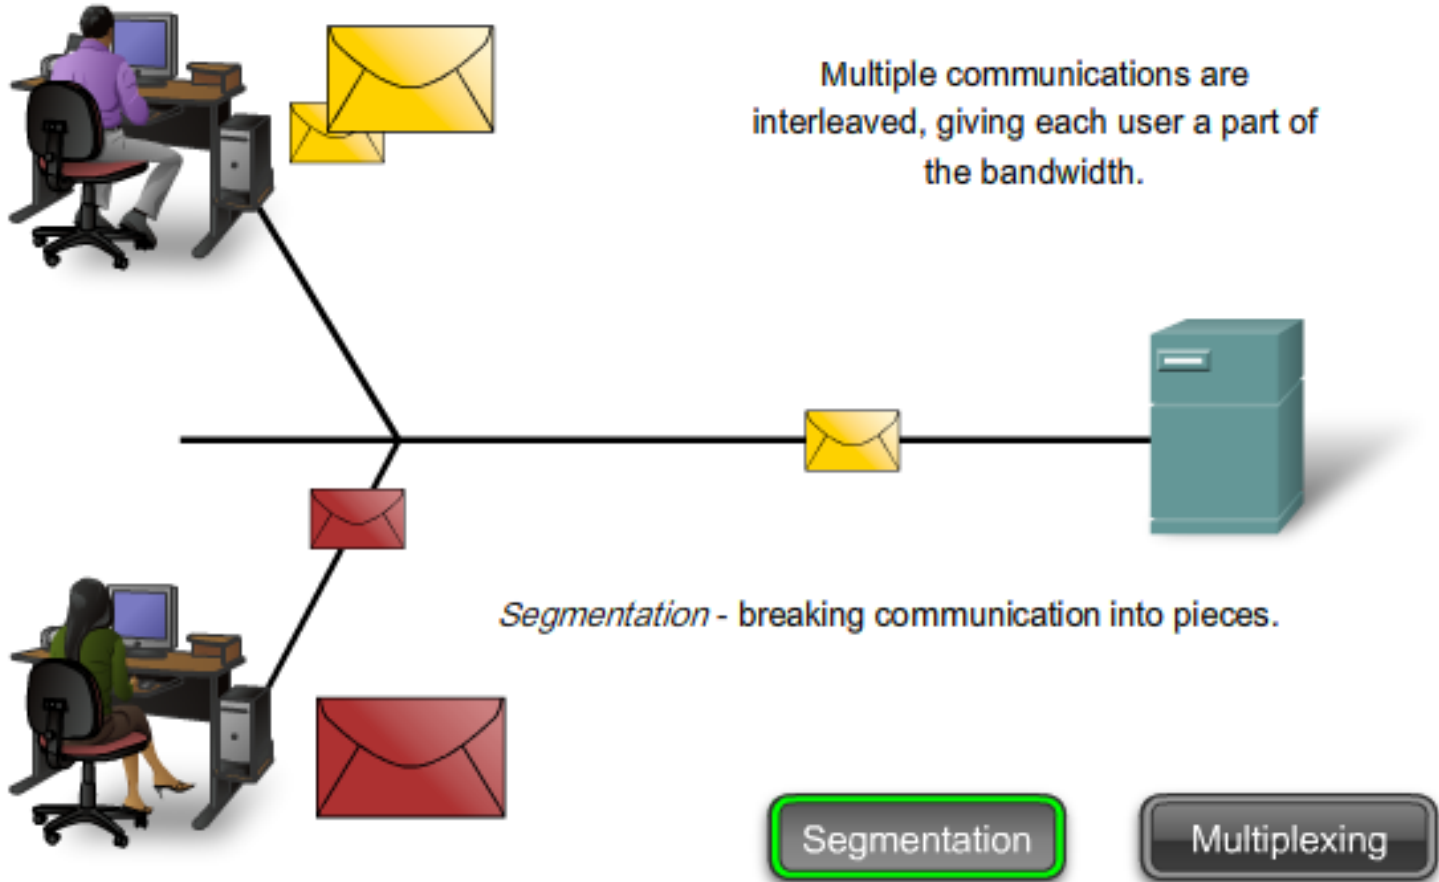 Multiple communications are
interleaved, giving each user a part of
the bandwidth.
Segmentation - breaking communication into pieces.
Segmentation
Multiplexing